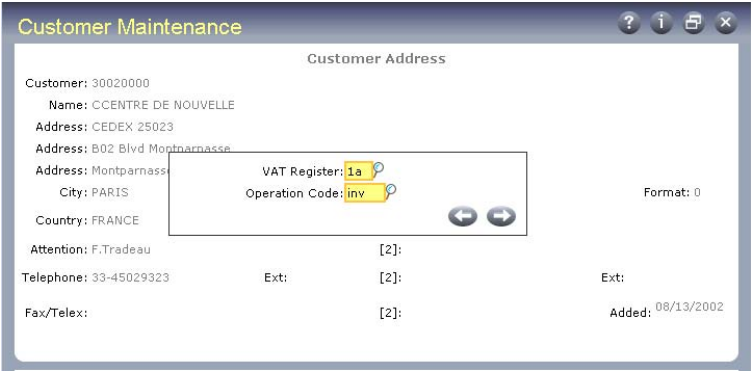 Customer Maintenance
Customer Address
Customer: 30020000
Name: CCENTRE DE NOUVELLE
Address: CEDEX 25023
Address: B02 Blvd Montparnasse
Address: Montparnass
VAT Register: 1a
City: PARIS
Operation Code: inv
Format: 0
Country: FRANCE
Attention: F.Tradeau
[2]:
Telephone: 33-45029323 Ext: [2]: Ext:
Fax/Telex: [2]: Added: 08/13/2002